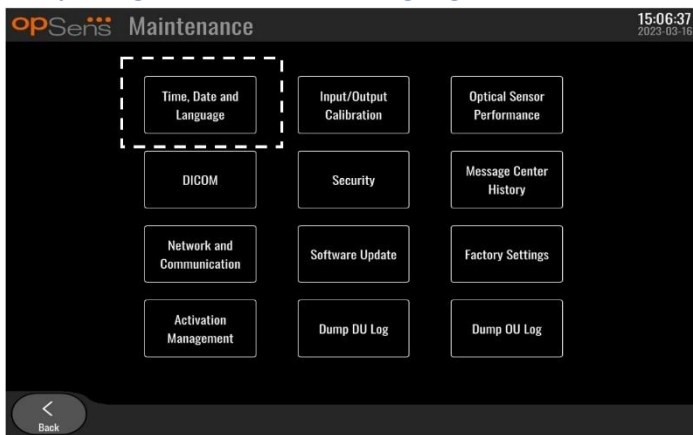 opSens Maintenance
15:06:37
2023-03-16
Time, Date and
Language
Input/Output
Calibration
Optical Sensor
Performance
DICOM
Security
Message Center
History
Network and
Communication
Software Update
Factory Settings
Activation
Management
Dump DU Log
Dump OU Log
Back